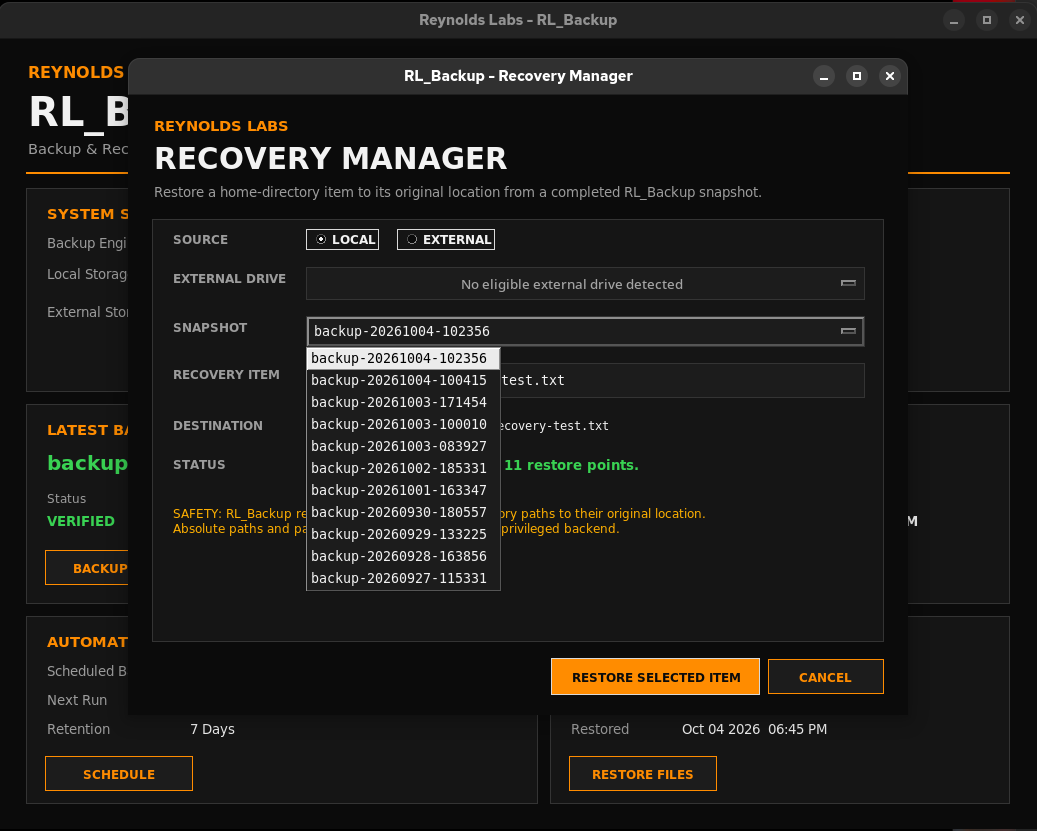 Reynolds Labs – RL_Backup
REYNOLDS
RL_B
Backup & Rec
SYSTEM S
Backup Engi
Local Storag
External Stor
LATEST BA
backup
Status
VERIFIED
M
BACKUP
AUTOMAT
Scheduled B
Next Run
Retention 7 Days
SCHEDULE
Restored Oct 04 2026 06:45 PM
RESTORE FILES
RL_Backup – Recovery Manager
REYNOLDS LABS
RECOVERY MANAGER
Restore a home-directory item to its original location from a completed RL_Backup snapshot.
SOURCE LOCAL EXTERNAL
EXTERNAL DRIVE No eligible external drive detected
SNAPSHOT backup-20261004-102356
backup-20261004-102356
backup-20261004-100415
backup-20261003-171454
backup-20261003-100010
backup-20261003-083927
backup-20261002-185331
backup-20261001-163347
backup-20260930-180557
backup-20260929-133225
backup-20260928-163856
backup-20260927-115331
RECOVERY ITEM test.txt
DESTINATION ecovery-test.txt
STATUS 11 restore points.
SAFETY: RL_Backup re ory paths to their original location.
Absolute paths and pa privileged backend.
RESTORE SELECTED ITEM
CANCEL